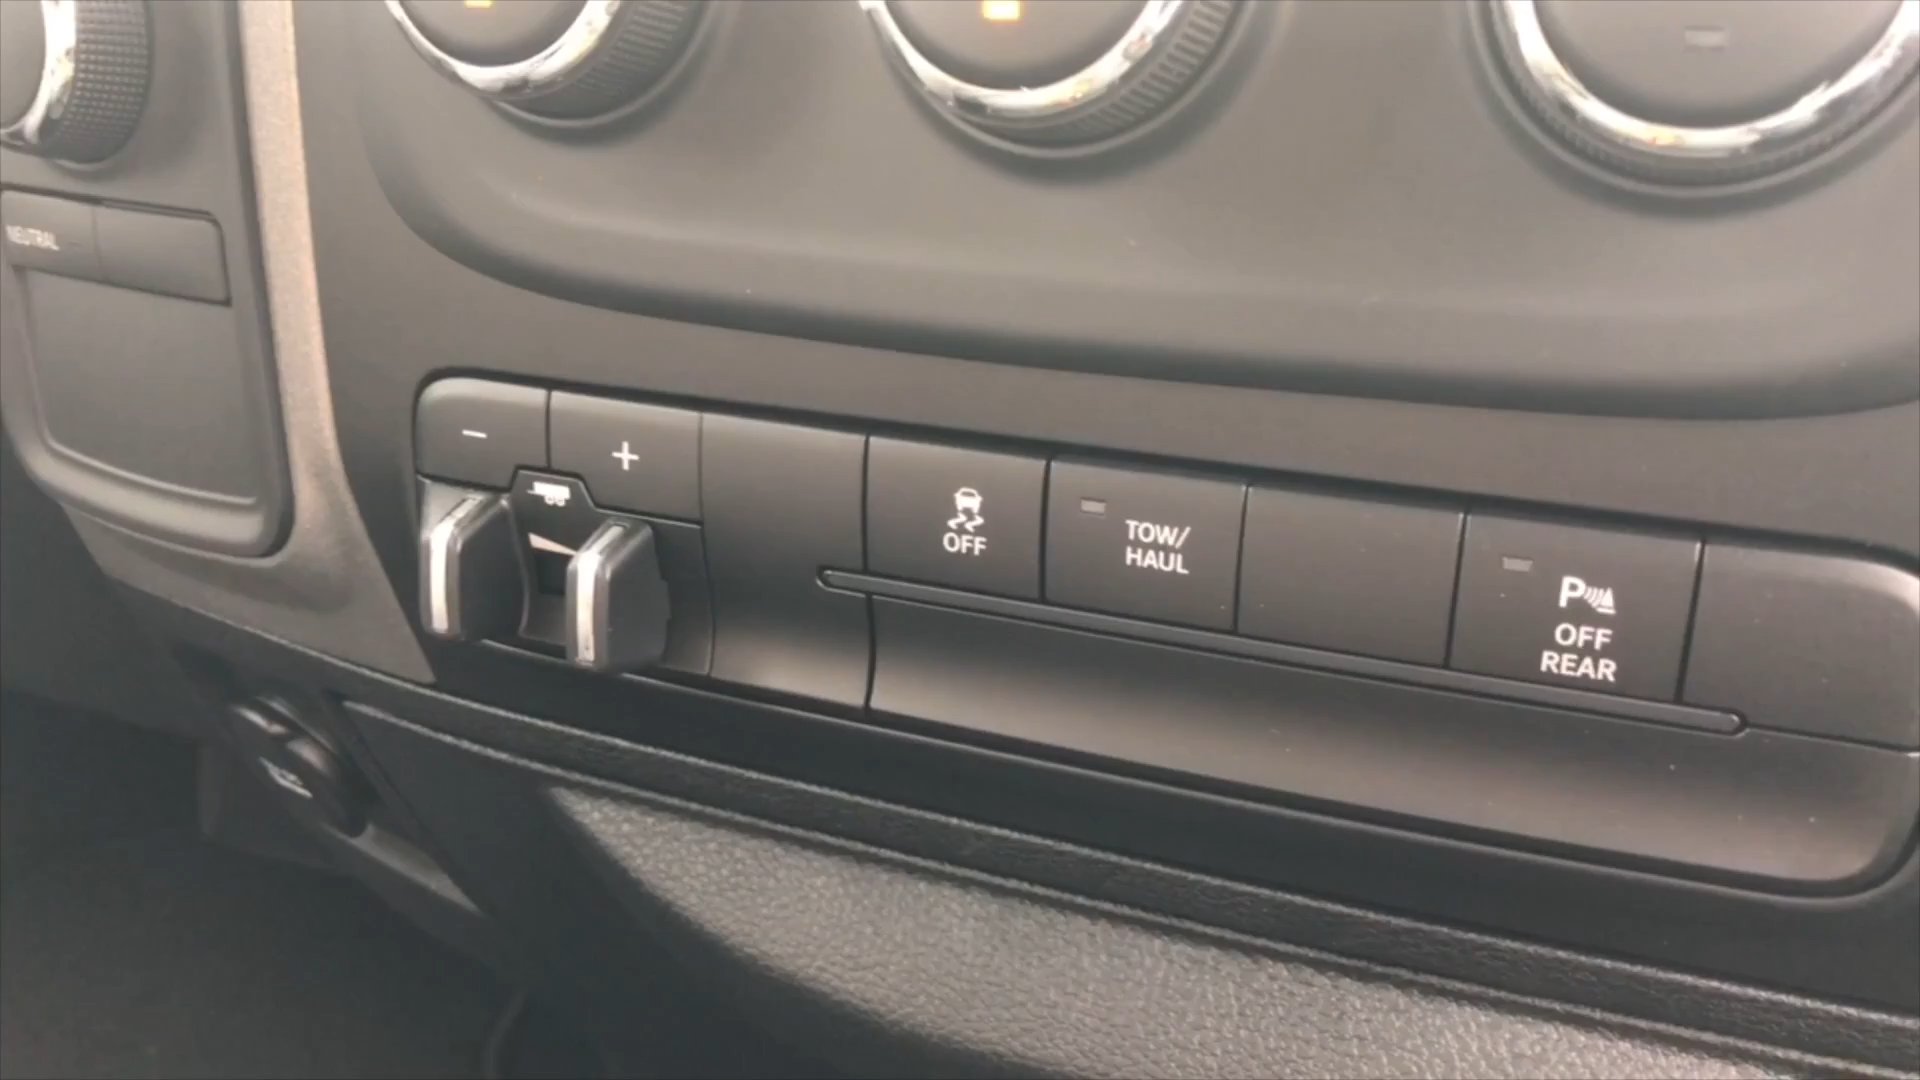 NEUTRAL
- +
OFF
TOW/
HAUL
P
OFF
REAR